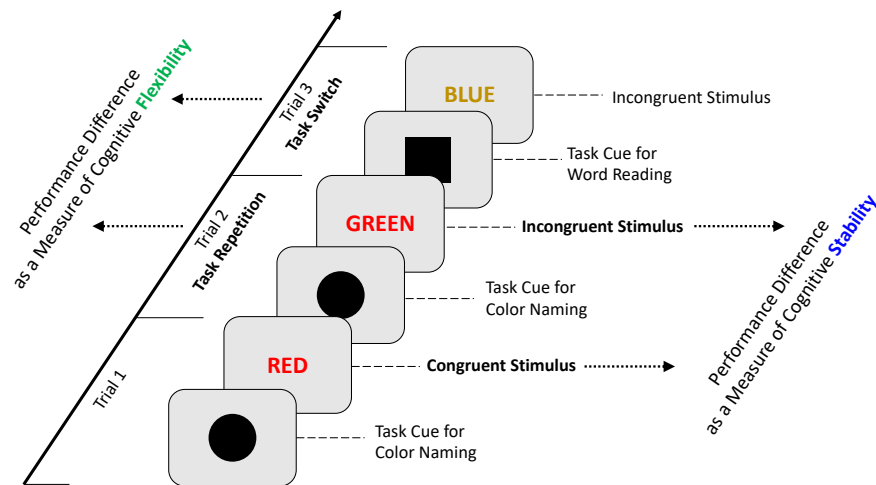 Performance Difference
as a Measure of Cognitive Flexibility
Trial 3
Task Switch
BLUE
Incongruent Stimulus
Task Cue for
Word Reading
Trial 2
Task Repetition
GREEN
Incongruent Stimulus
Task Cue for
Color Naming
Performance Difference
as a Measure of Cognitive Stability
Trial 1
RED
Congruent Stimulus
Task Cue for
Color Naming